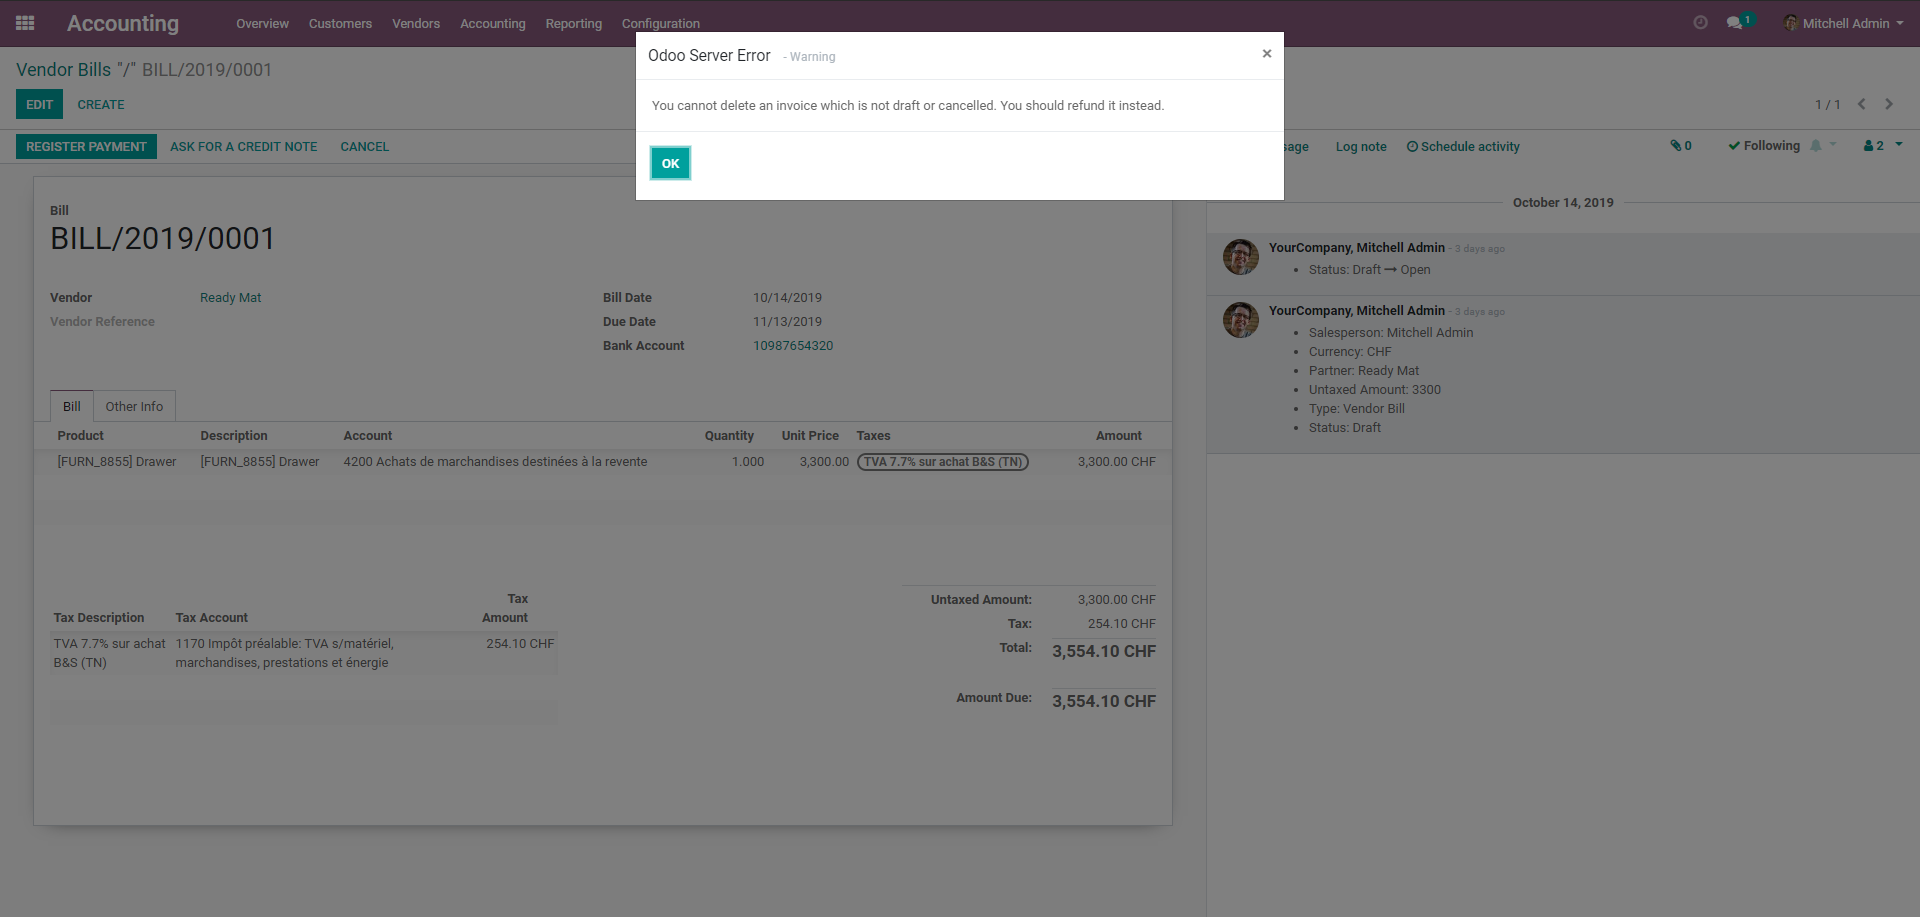 Accounting Overview Customers Vendors Accounting Reporting Configuration 1 Mitchell Admin
Odoo Server Error - Warning ×
You cannot delete an invoice which is not draft or cancelled. You should refund it instead.
OK
Vendor Bills "/" BILL/2019/0001
EDIT CREATE 1 / 1
REGISTER PAYMENT ASK FOR A CREDIT NOTE CANCEL
sage Log note Schedule activity 0 Following 2
Bill
BILL/2019/0001
Vendor Ready Mat Bill Date 10/14/2019
Vendor Reference Due Date 11/13/2019
Bank Account 10987654320
Bill Other Info
Product Description Account Quantity Unit Price Taxes Amount
[FURN_8855] Drawer [FURN_8855] Drawer 4200 Achats de marchandises destinées à la revente 1.000 3,300.00 TVA 7.7% sur achat B&S (TN) 3,300.00 CHF
Tax
Tax Description Tax Account Amount
TVA 7.7% sur achat 1170 Impôt préalable: TVA s/matériel, 254.10 CHF
B&S (TN) marchandises, prestations et énergie
Untaxed Amount: 3,300.00 CHF
Tax: 254.10 CHF
Total: 3,554.10 CHF
Amount Due: 3,554.10 CHF
October 14, 2019
YourCompany, Mitchell Admin - 3 days ago
• Status: Draft → Open
YourCompany, Mitchell Admin - 3 days ago
• Salesperson: Mitchell Admin
• Currency: CHF
• Partner: Ready Mat
• Untaxed Amount: 3300
• Type: Vendor Bill
• Status: Draft